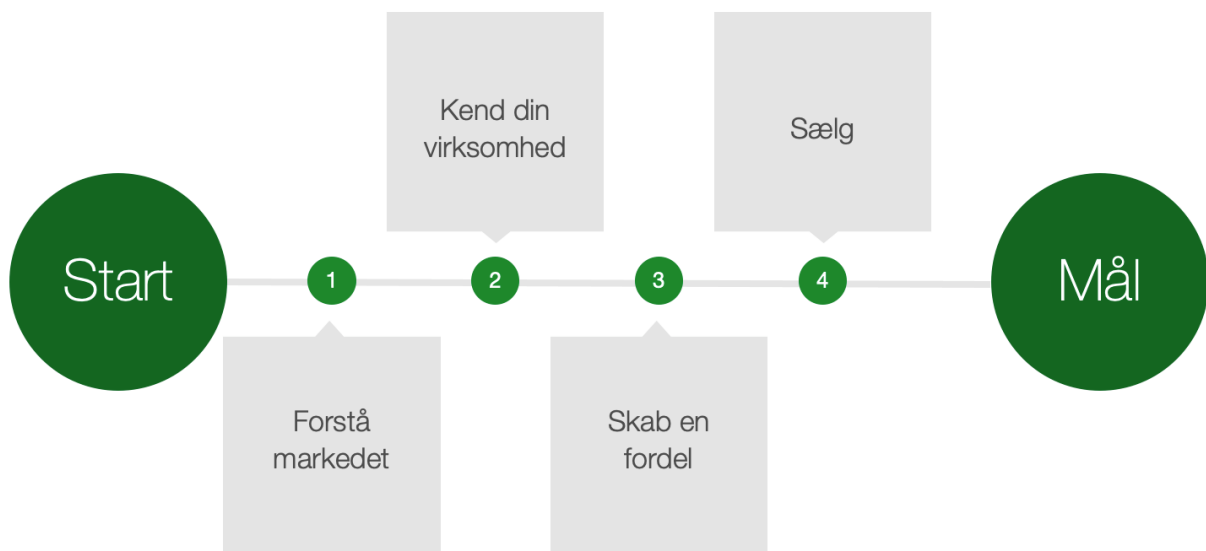 Start
1
Forstå
markedet
2
Kend din
virksomhed
3
Skab en
fordel
4
Sælg
Mål